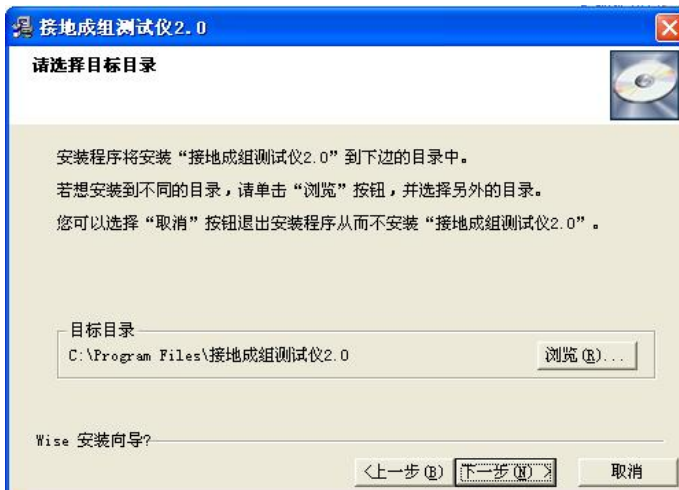 接地成组测试仪2.0
请选择目标目录
安装程序将安装“接地成组测试仪2.0”到下边的目录中。
若想安装到不同的目录，请单击“浏览”按钮，并选择另外的目录。
您可以选择“取消”按钮退出安装程序从而不安装“接地成组测试仪2.0”。
目标目录
C:\Program Files\接地成组测试仪2.0
浏览(R)...
Wise 安装向导?
<上一步(B)
下一步(N) >
取消